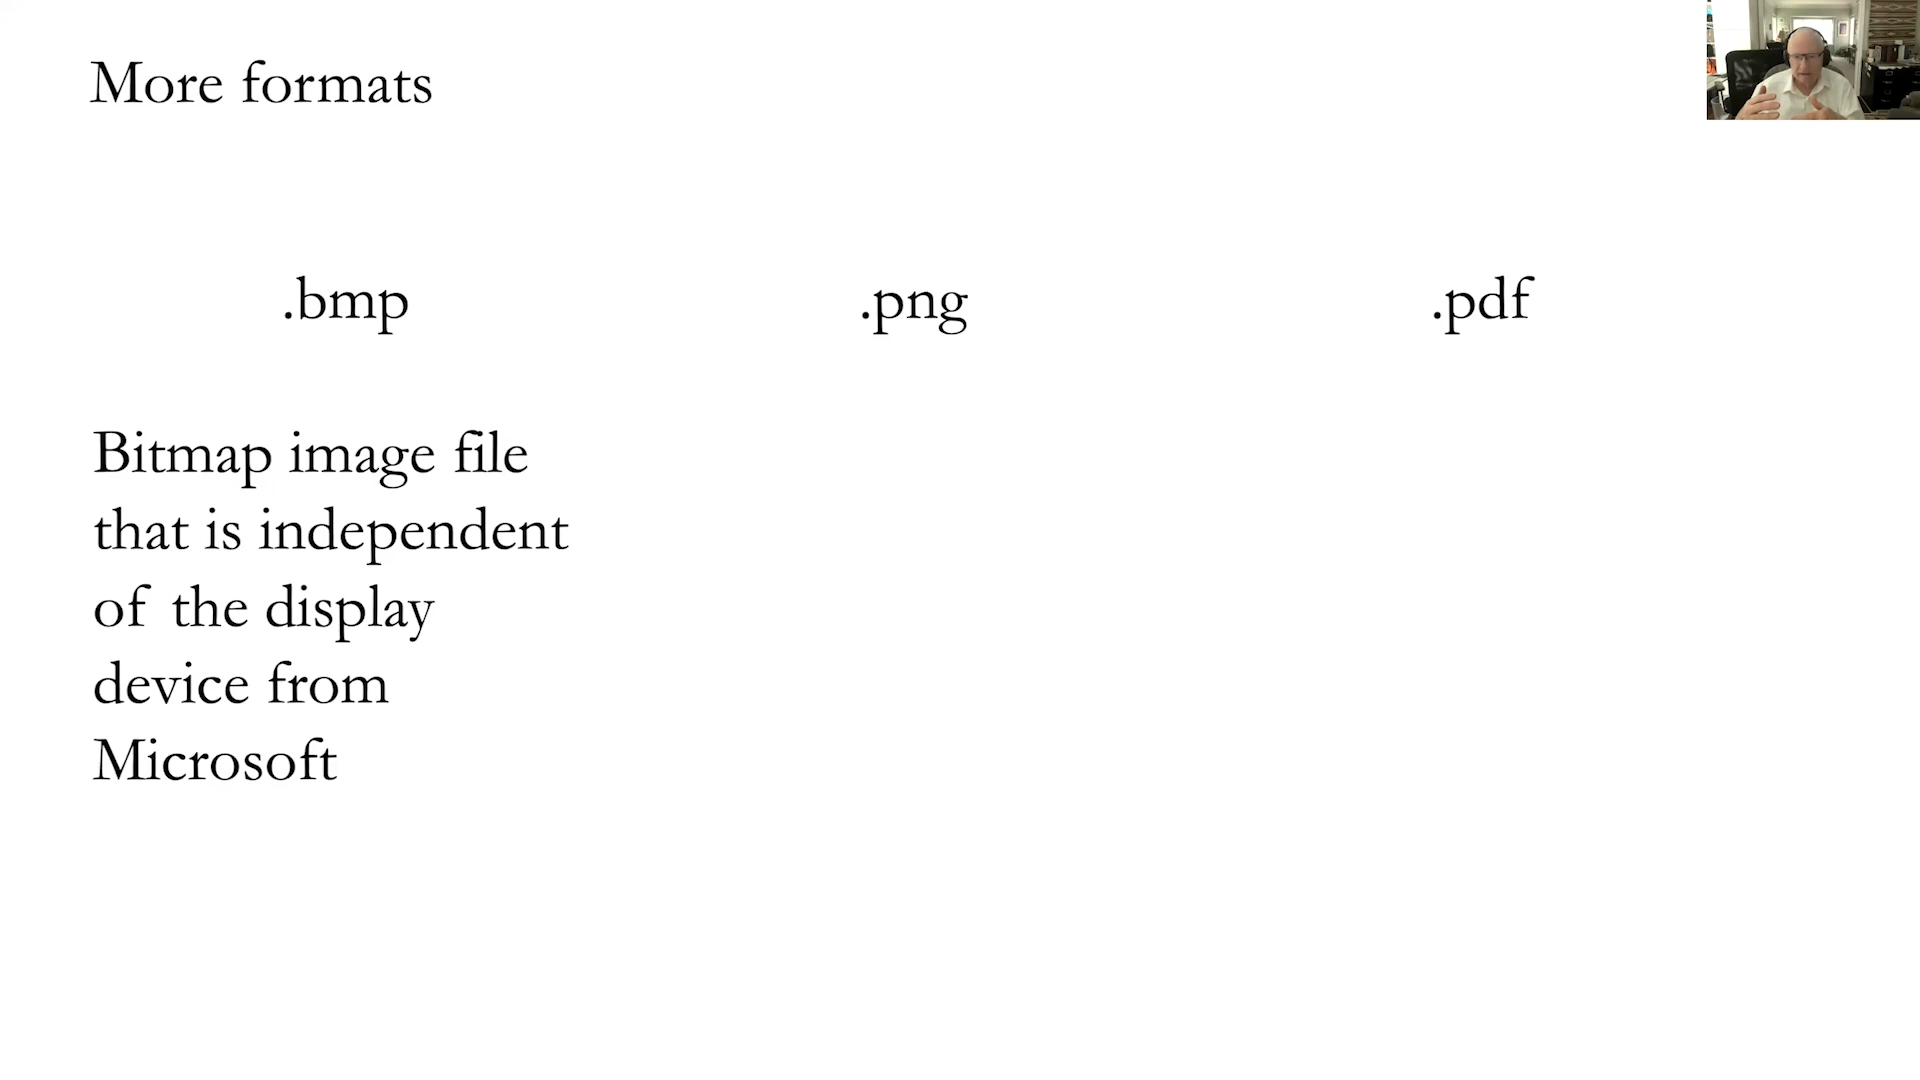 More formats
.bmp
.png
.pdf
Bitmap image file
that is independent
of the display
device from
Microsoft